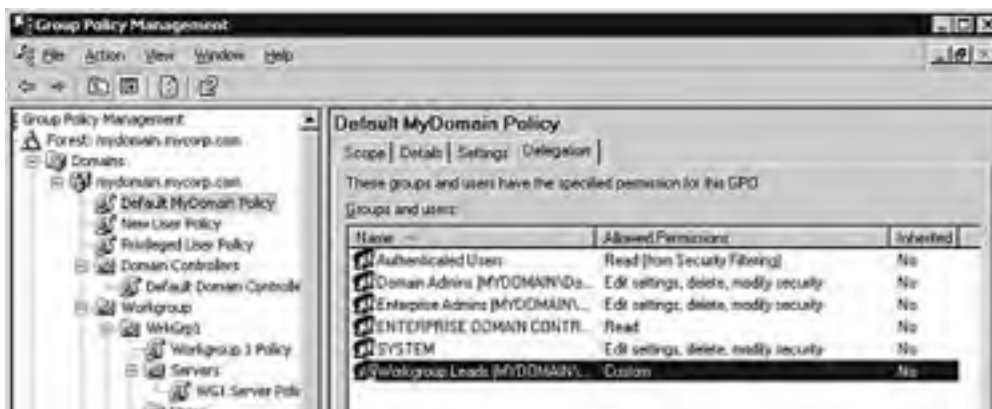 Group Policy Management
File Action View Window Help
Group Policy Management
Forest: mydomain.mycorp.com
Domains
mydomain.mycorp.com
Default MyDomain Policy
New User Policy
Privileged User Policy
Domain Controllers
Default Domain Controlle
Workgroup
WrkGrp1
Workgroup 1 Policy
Servers
WG1 Server Poli
Default MyDomain Policy
Scope Details Settings Delegation
These groups and users have the specified permission for this GPO
Groups and users:
Name Allowed Permissions Inherited
Authenticated Users Read (from Security Filtering) No
Domain Admins (MYDOMAIN\Do... Edit settings, delete, modify security No
Enterprise Admins (MYDOMAIN\... Edit settings, delete, modify security No
ENTERPRISE DOMAIN CONTR... Read No
SYSTEM Edit settings, delete, modify security No
Workgroup Leads (MYDOMAIN\... Custom No